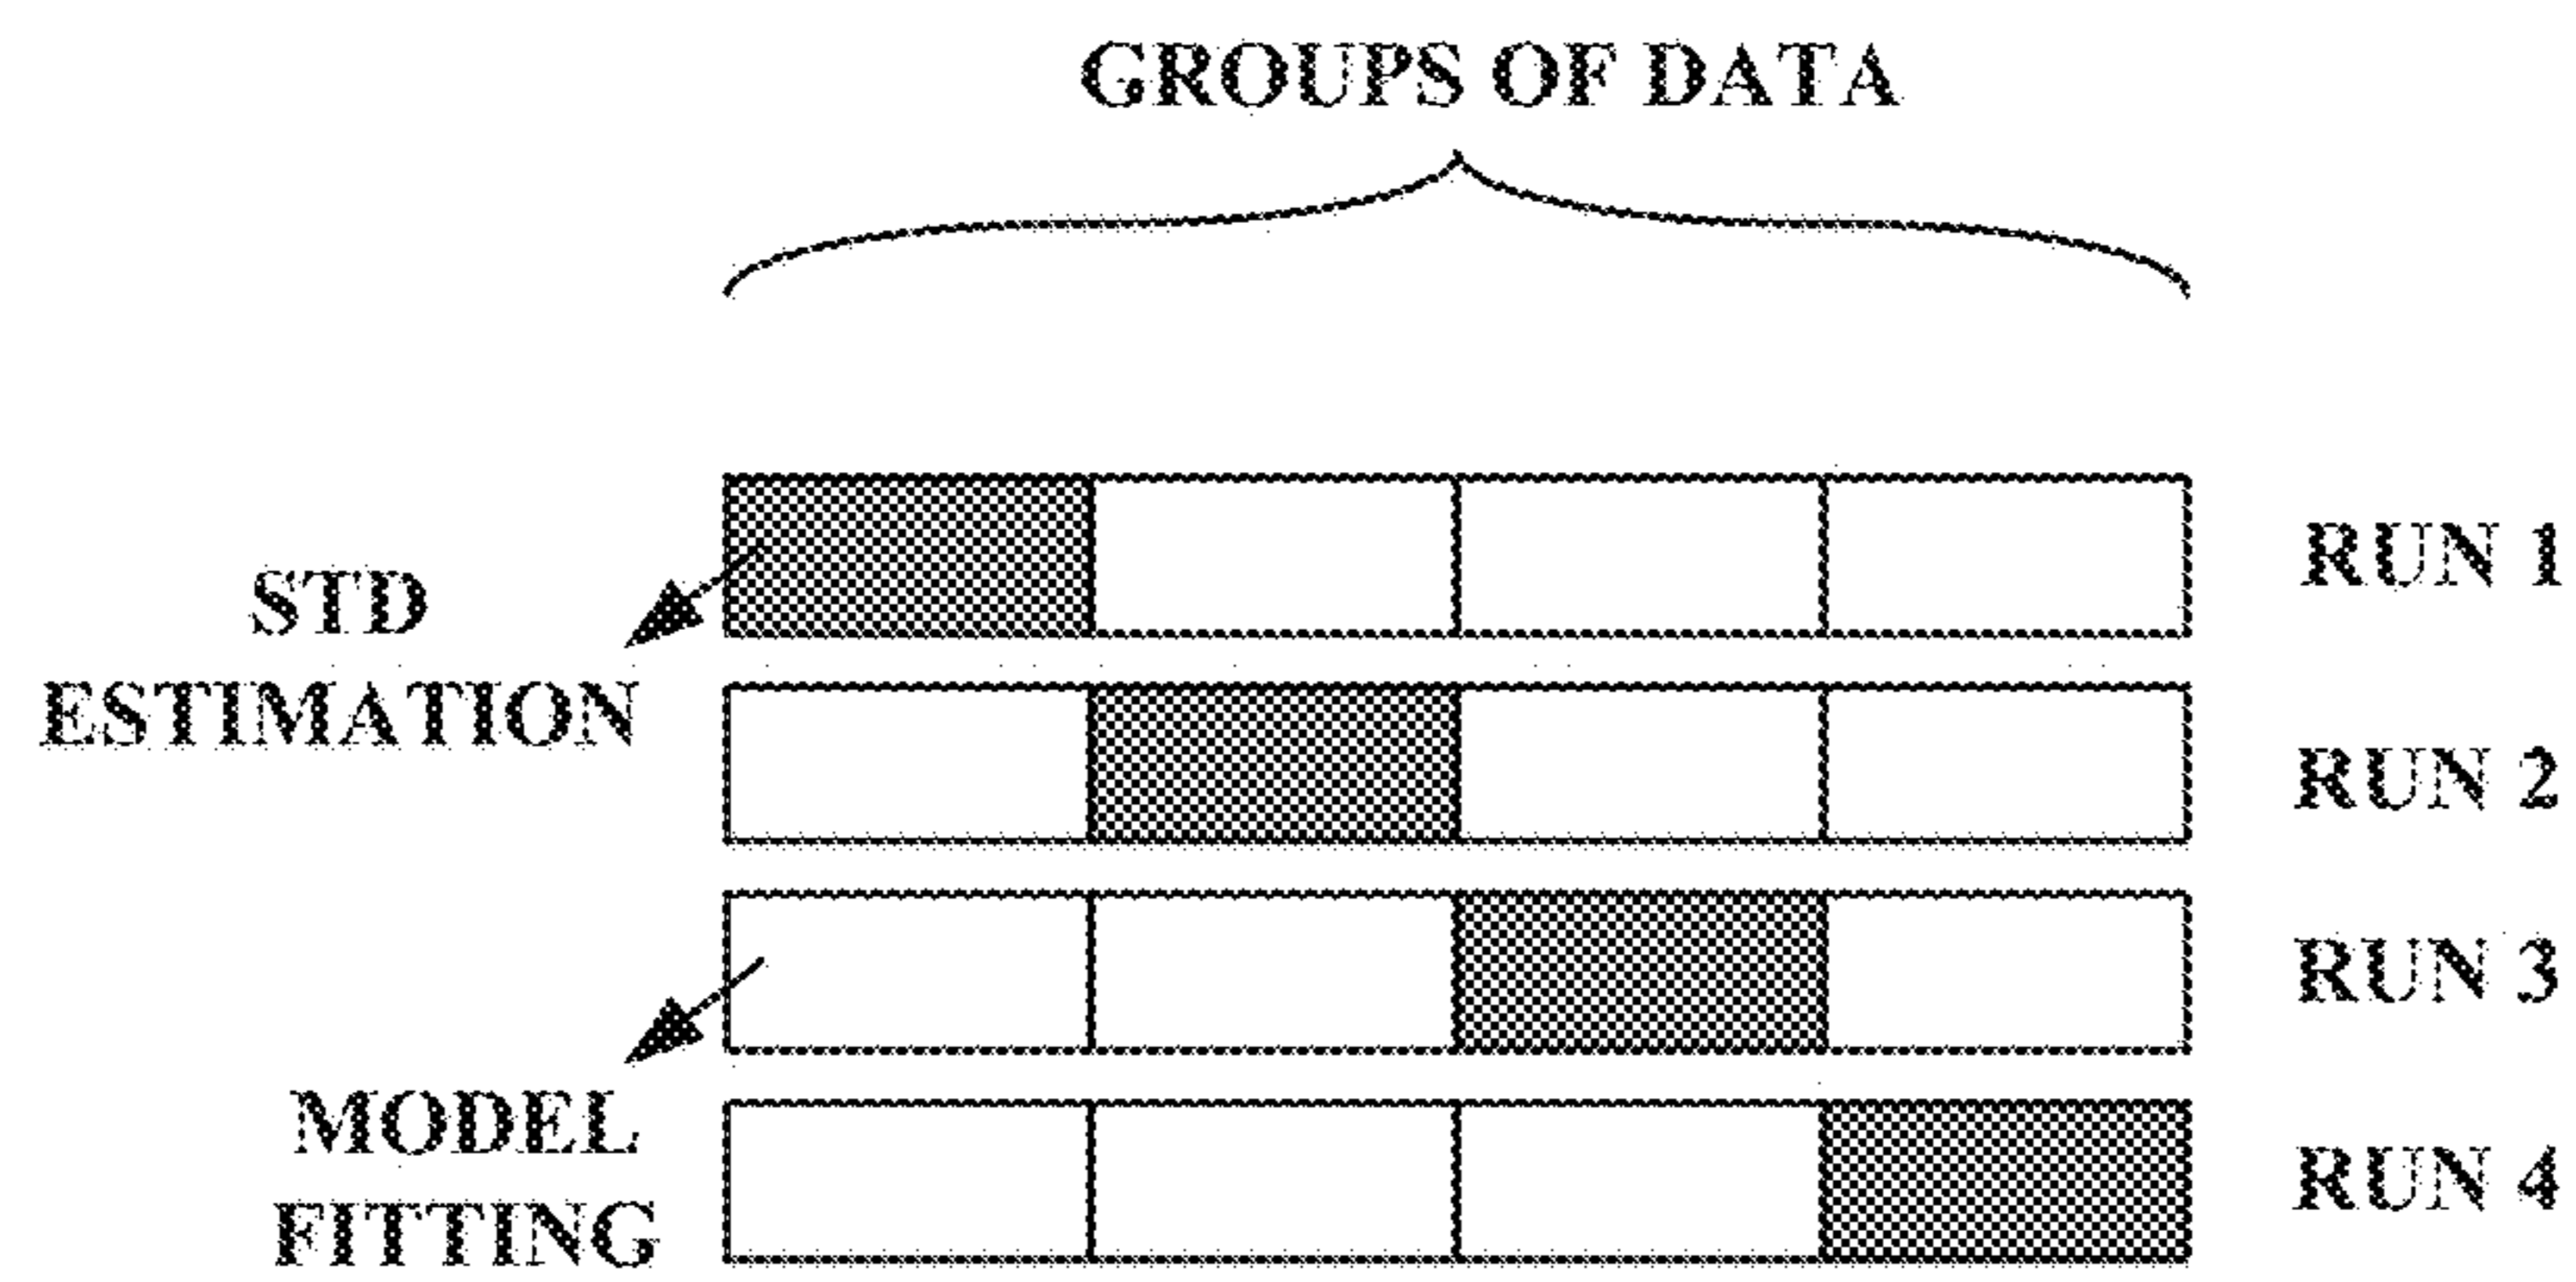 GROUPS OF DATA
RUN 1
STD
ESTIMATION
RUN 2
RUN 3
MODEL
FITTING
RUN 4